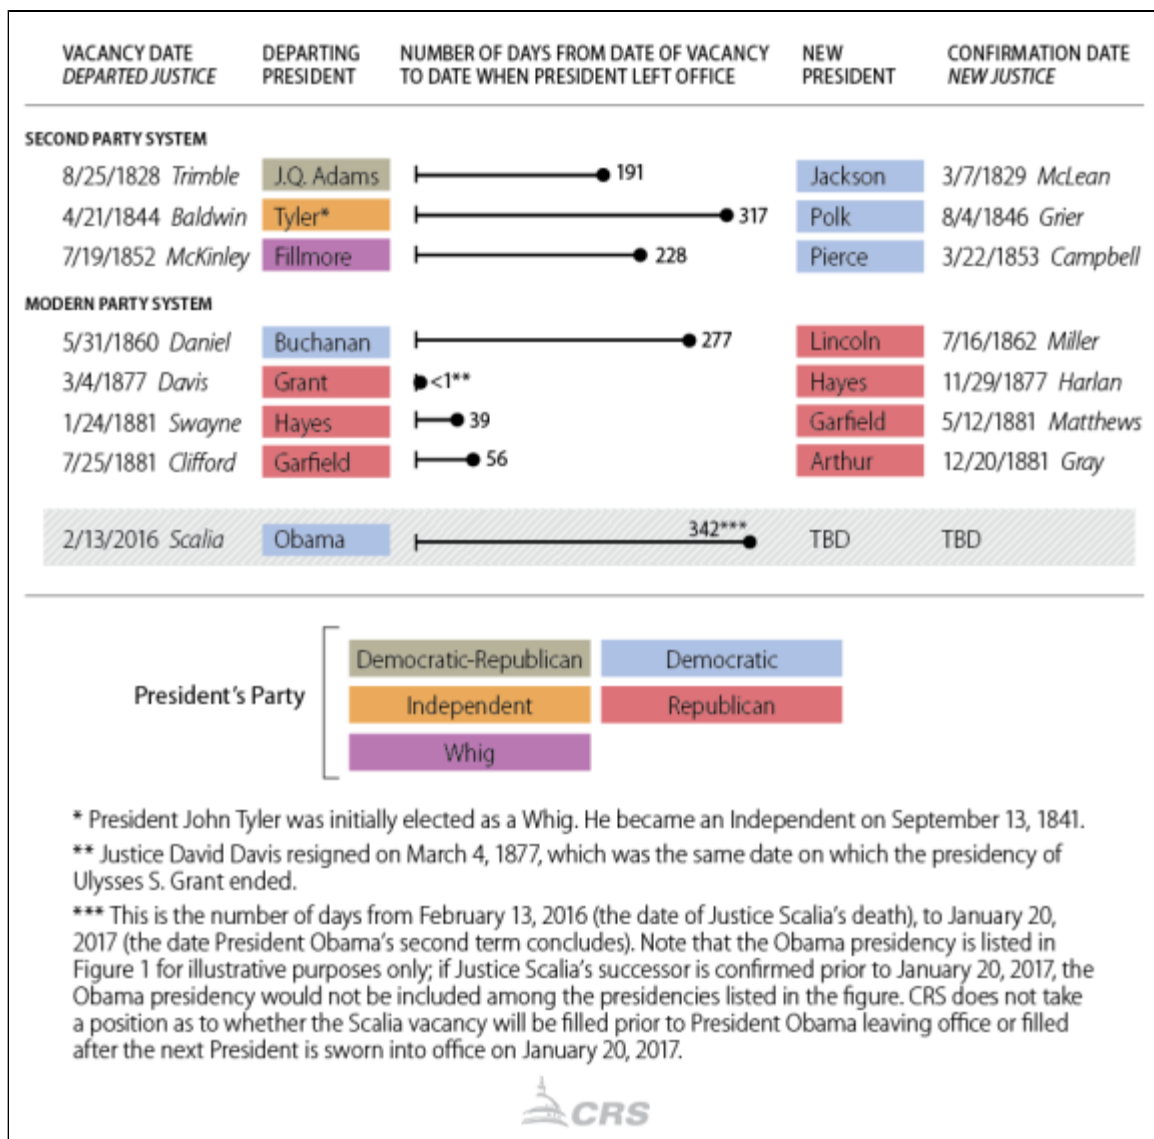 VACANCY DATE DEPARTING NUMBER OF DAYS FROM DATE OF VACANCY NEW CONFIRMATION DATE
DEPARTED JUSTICE PRESIDENT TO DATE WHEN PRESIDENT LEFT OFFICE PRESIDENT NEW JUSTICE
SECOND PARTY SYSTEM
8/25/1828 Trimble J.Q. Adams 191 Jackson 3/7/1829 McLean
4/21/1844 Baldwin Tyler* 317 Polk 8/4/1846 Grier
7/19/1852 McKinley Fillmore 228 Pierce 3/22/1853 Campbell
MODERN PARTY SYSTEM
5/31/1860 Daniel Buchanan 277 Lincoln 7/16/1862 Miller
3/4/1877 Davis Grant <1** Hayes 11/29/1877 Harlan
1/24/1881 Swayne Hayes 39 Garfield 5/12/1881 Matthews
7/25/1881 Clifford Garfield 56 Arthur 12/20/1881 Gray
2/13/2016 Scalia Obama 342*** TBD TBD
President's Party
Democratic-Republican Democratic
Independent Republican
Whig
* President John Tyler was initially elected as a Whig. He became an Independent on September 13, 1841.
** Justice David Davis resigned on March 4, 1877, which was the same date on which the presidency of
Ulysses S. Grant ended.
*** This is the number of days from February 13, 2016 (the date of Justice Scalia's death), to January 20,
2017 (the date President Obama's second term concludes). Note that the Obama presidency is listed in
Figure 1 for illustrative purposes only; if Justice Scalia's successor is confirmed prior to January 20, 2017, the
Obama presidency would not be included among the presidencies listed in the figure. CRS does not take
a position as to whether the Scalia vacancy will be filled prior to President Obama leaving office or filled
after the next President is sworn into office on January 20, 2017.
CRS